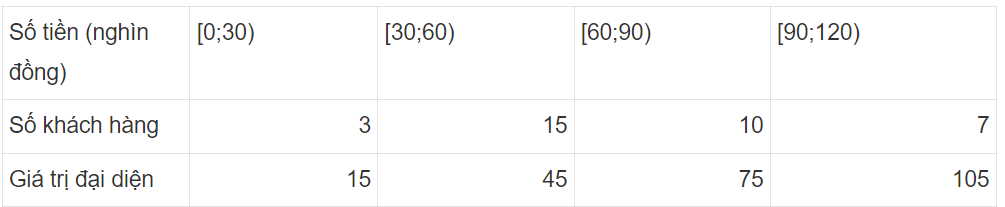 Số tiền (nghìn đồng) [0;30) [30;60) [60;90) [90;120)
Số khách hàng 3 15 10 7
Giá trị đại diện 15 45 75 105